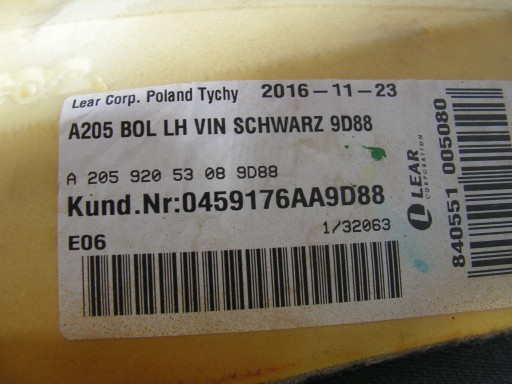 Lear Corp. Poland Tychy 2016-11-23
A205 BOL LH VIN SCHWARZ 9D88
A 205 920 53 08 9D88
Kund.Nr:0459176AA9D88
E06 1/32063
LEAR
CORPORATION
840551 005080